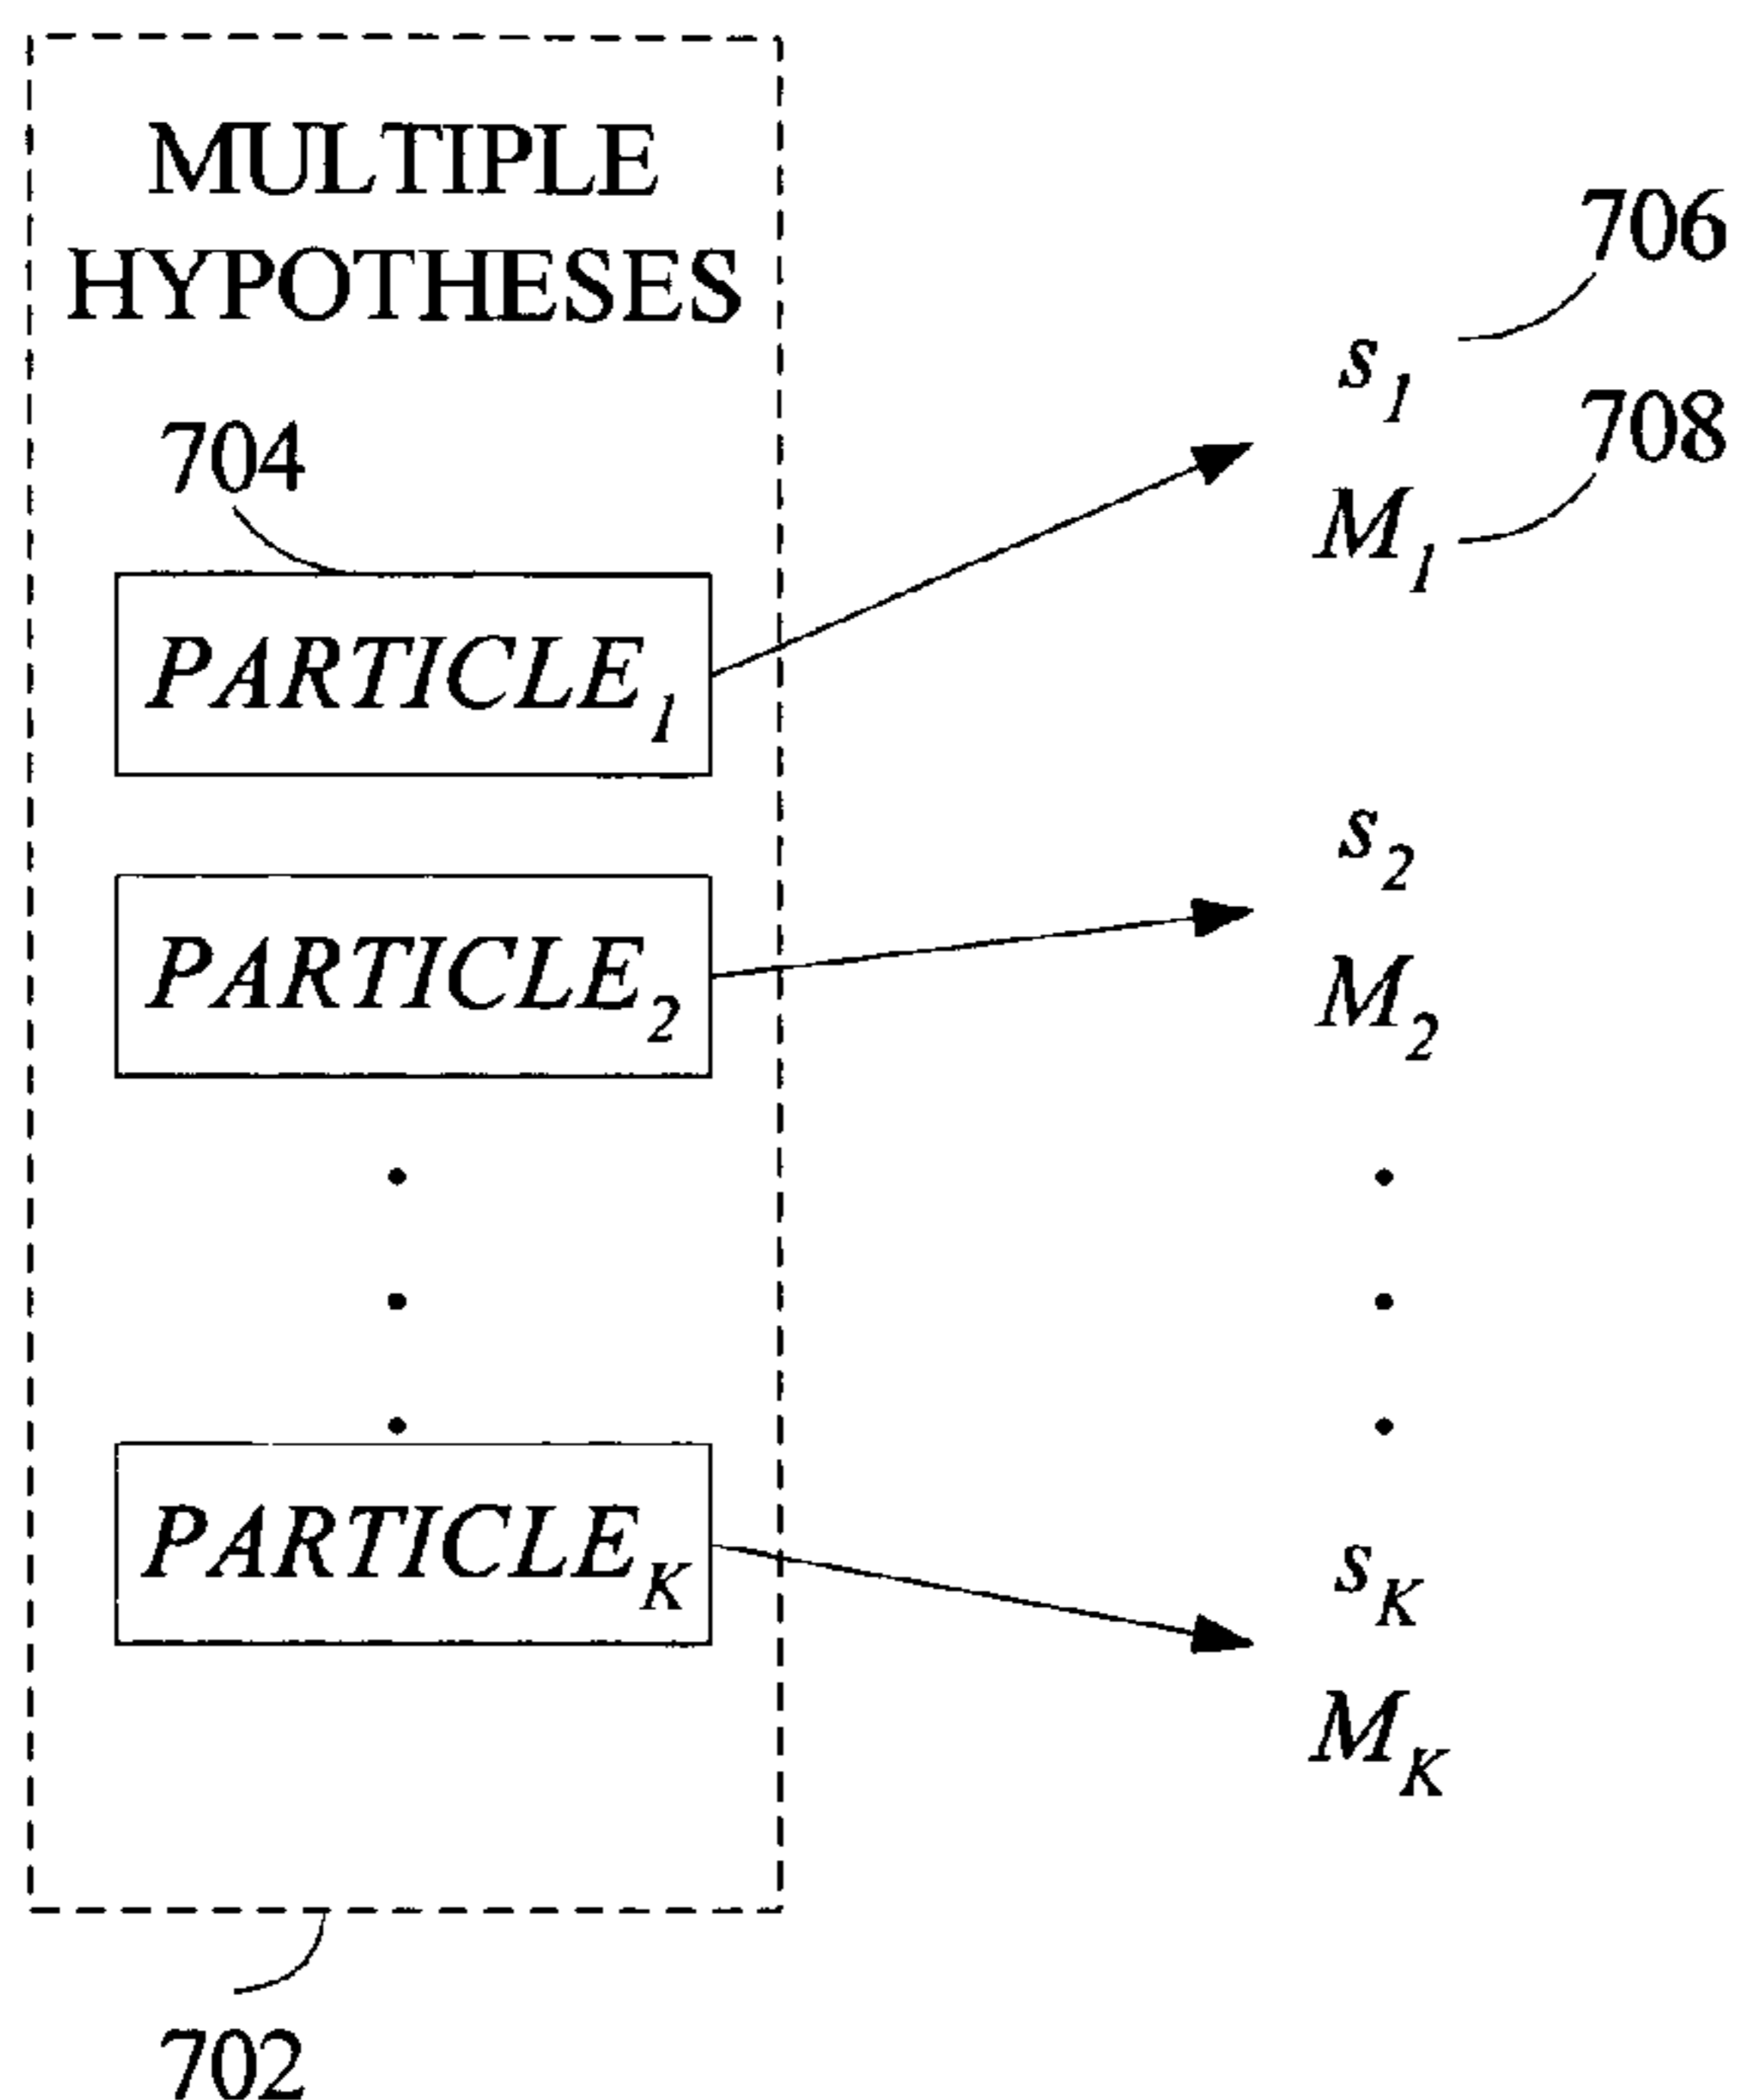 MULTIPLE
HYPOTHESES
706
s1
704
708
M1
PARTICLE1
s2
PARTICLE2
M2
sK
PARTICLEK
MK
702